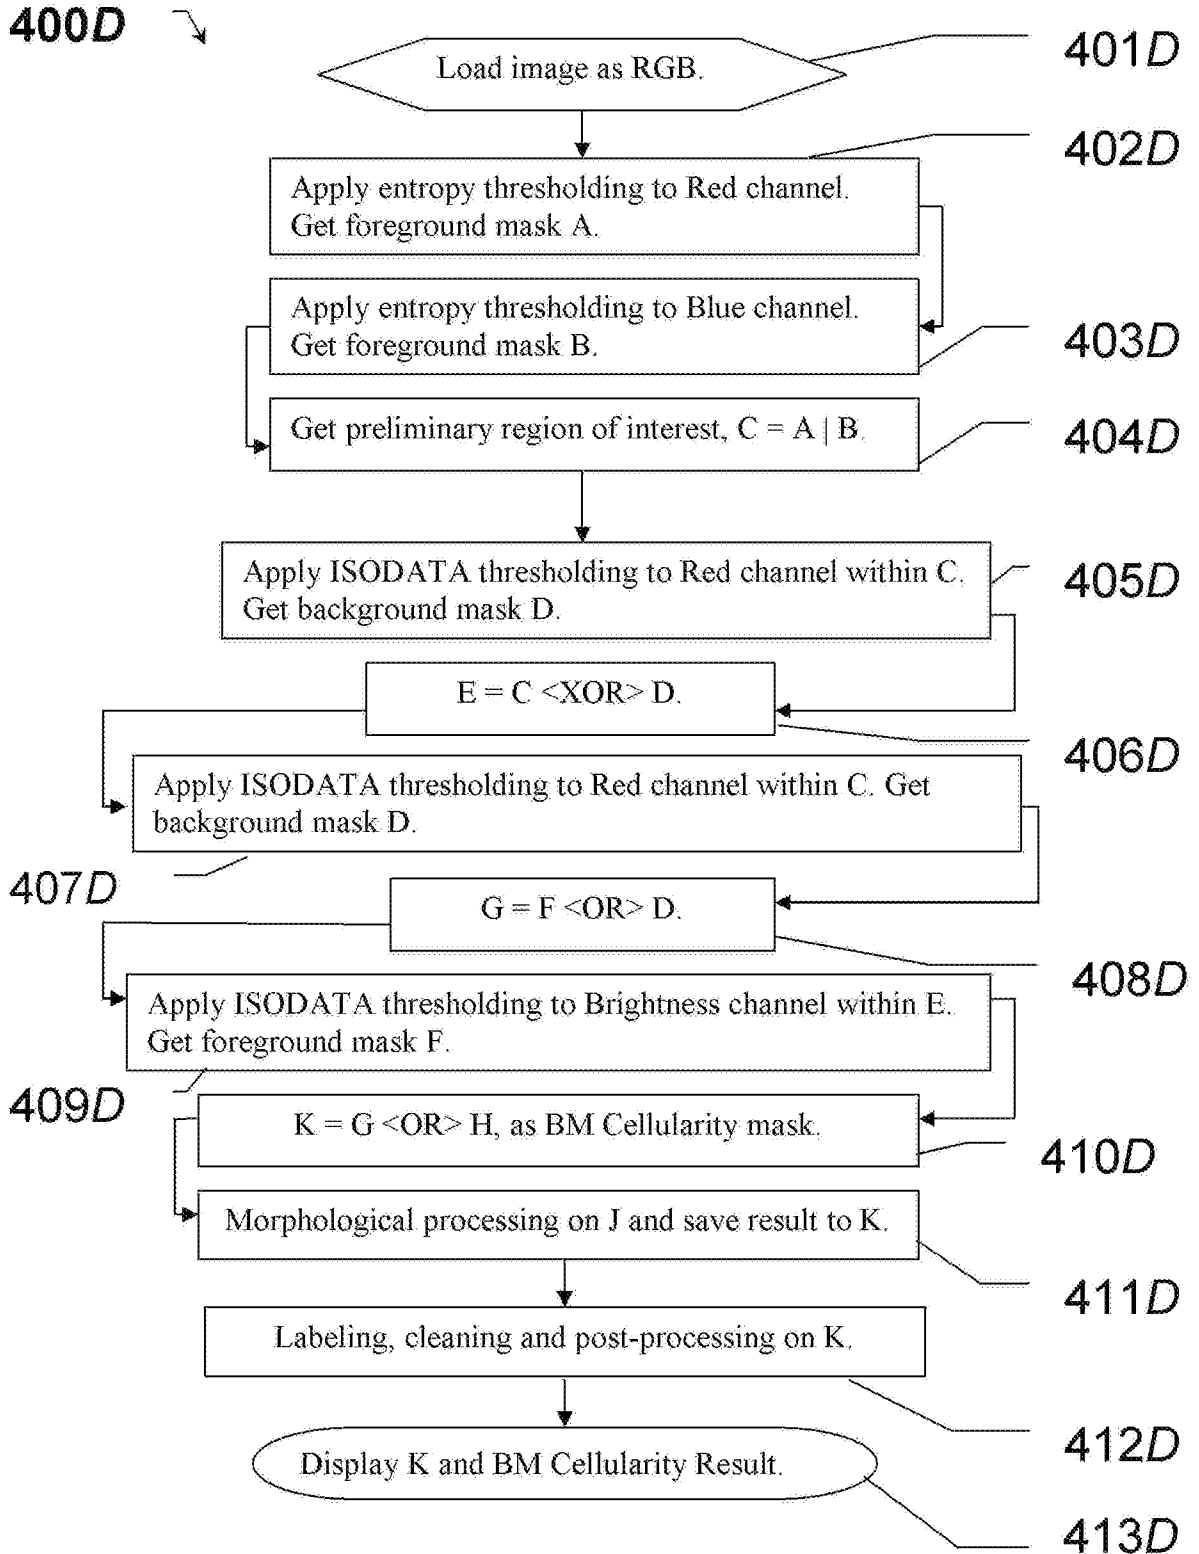 400D
Load image as RGB.
401D
402D
Apply entropy thresholding to Red channel.
Get foreground mask A.
Apply entropy thresholding to Blue channel.
Get foreground mask B.
403D
Get preliminary region of interest, C = A | B.
404D
Apply ISODATA thresholding to Red channel within C.
Get background mask D.
405D
E = C <XOR> D.
406D
Apply ISODATA thresholding to Red channel within C. Get
background mask D.
407D
G = F <OR> D.
408D
Apply ISODATA thresholding to Brightness channel within E.
Get foreground mask F.
409D
K = G <OR> H, as BM Cellularity mask.
410D
Morphological processing on J and save result to K.
411D
Labeling, cleaning and post-processing on K.
412D
Display K and BM Cellularity Result.
413D